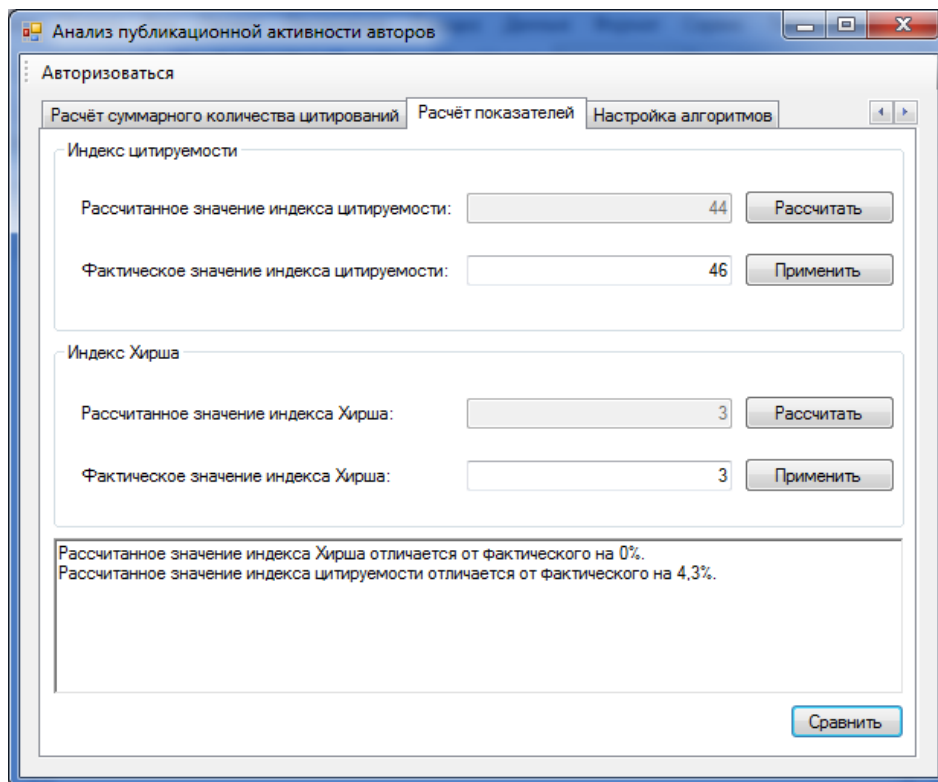 Анализ публикационной активности авторов
Авторизоваться
Расчёт суммарного количества цитирований Расчёт показателей Настройка алгоритмов
Индекс цитируемости
Рассчитанное значение индекса цитируемости: 44 Рассчитать
Фактическое значение индекса цитируемости: 46 Применить
Индекс Хирша
Рассчитанное значение индекса Хирша: 3 Рассчитать
Фактическое значение индекса Хирша: 3 Применить
Рассчитанное значение индекса Хирша отличается от фактического на 0%.
Рассчитанное значение индекса цитируемости отличается от фактического на 4,3%.
Сравнить